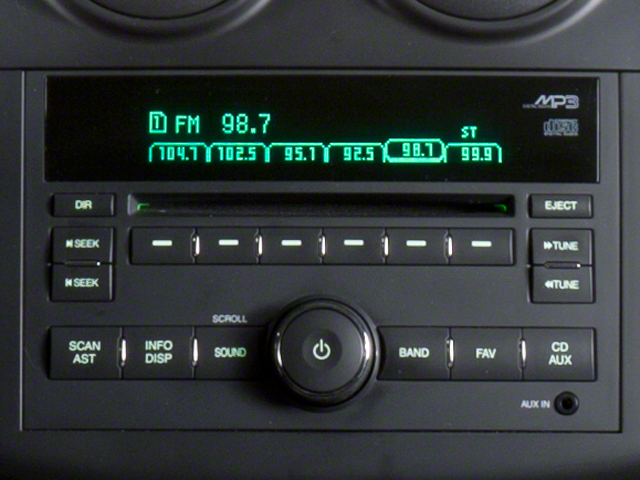 MP3
1 FM 98.7
ST
104.7 102.5 95.1 92.5 98.7 99.9
DIR
EJECT
SEEK
TUNE
SEEK
TUNE
SCROLL
SCAN AST
INFO DISP
SOUND
BAND
FAV
CD AUX
AUX IN